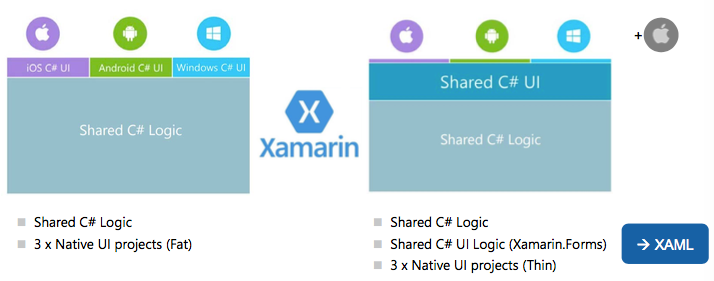 iOS C# UI
Android C# UI
Windows C# UI
Shared C# Logic
Shared C# Logic
3 x Native UI projects (Fat)
X
Xamarin
+
Shared C# UI
Shared C# Logic
Shared C# Logic
Shared C# UI Logic (Xamarin.Forms)
3 x Native UI projects (Thin)
→ XAML